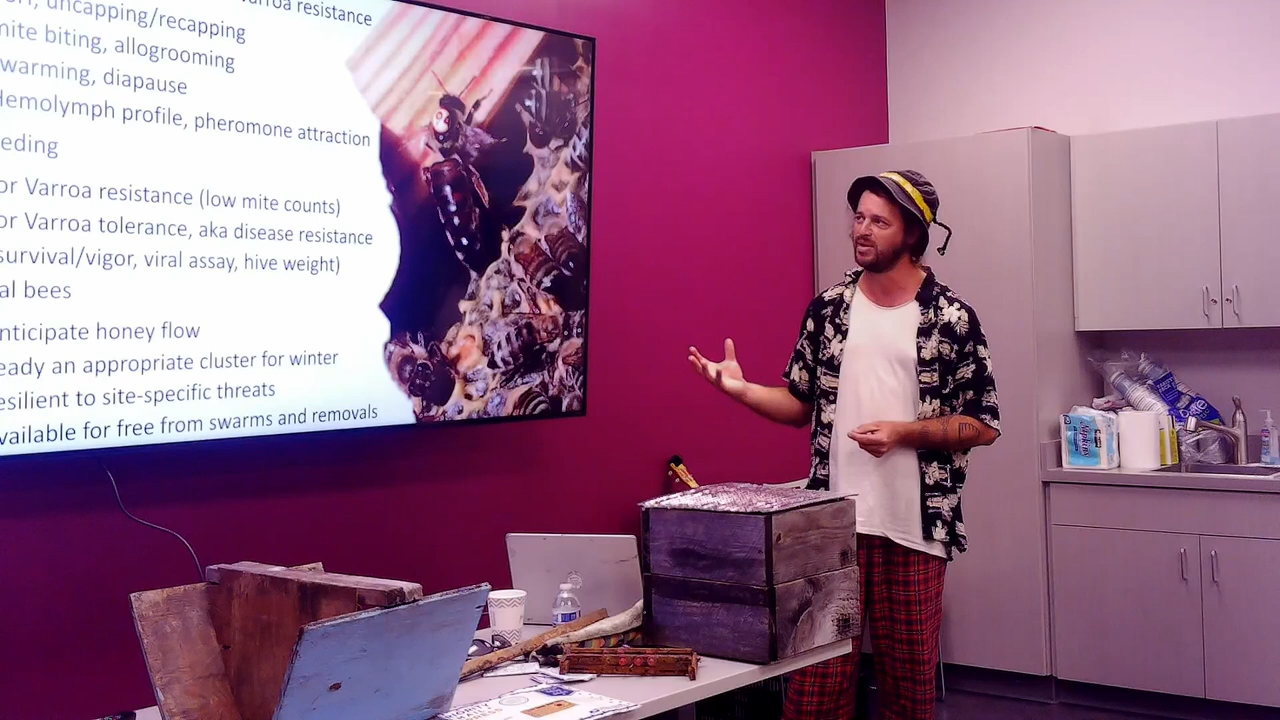 Varroa resistance
uncapping/recapping
mite biting, allogrooming
warming, diapause
Hemolymph profile, pheromone attraction
eeding
or Varroa resistance (low mite counts)
or Varroa tolerance, aka disease resistance
survival/vigor, viral assay, hive weight)
al bees
nticipate honey flow
eady an appropriate cluster for winter
esilient to site-specific threats
vailable for free from swarms and removals